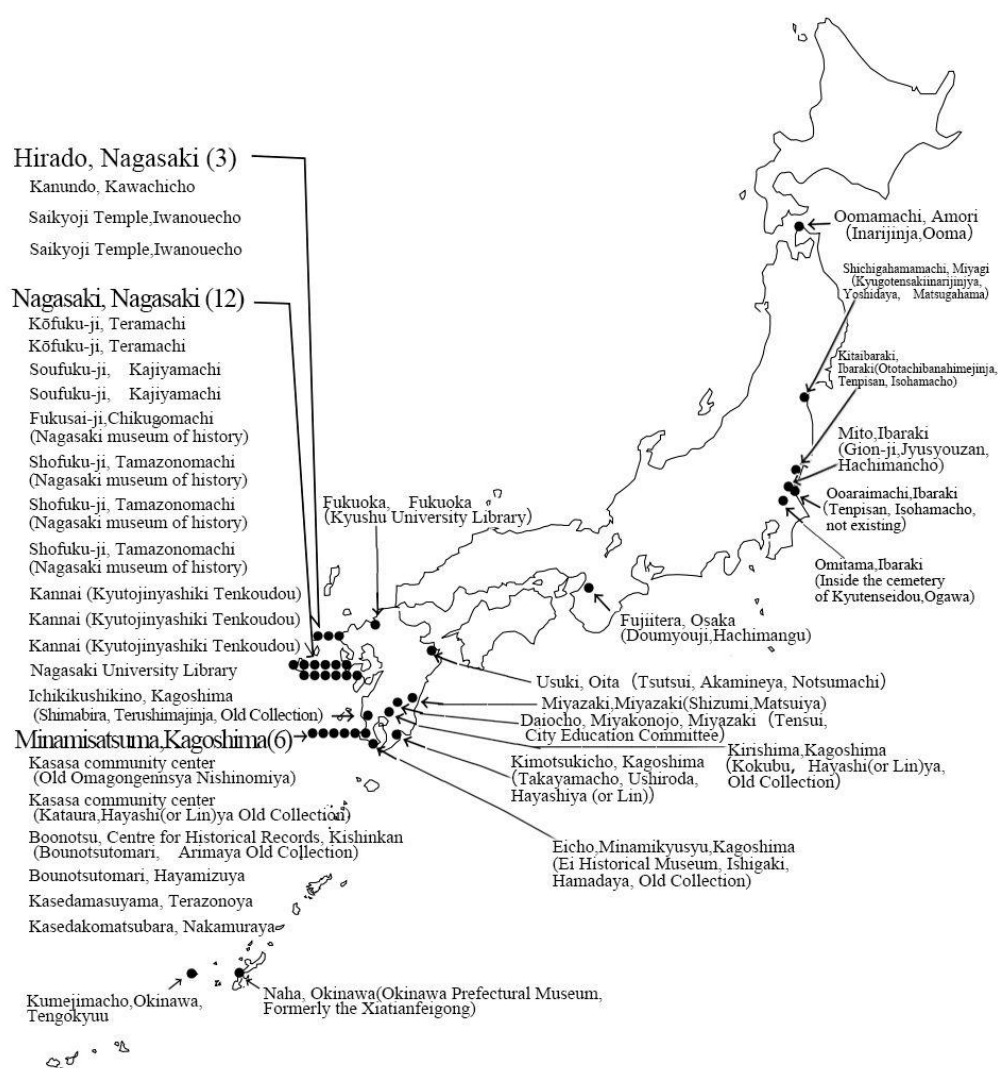 Hirado, Nagasaki (3)
Kanundo, Kawachicho
Saikyoji Temple,Iwanouecho
Saikyoji Temple,Iwanouecho
Nagasaki, Nagasaki (12)
Kōfuku-ji, Teramachi
Kōfuku-ji, Teramachi
Soufuku-ji, Kajiyamachi
Soufuku-ji, Kajiyamachi
Fukusai-ji,Chikugomachi
(Nagasaki museum of history)
Shofuku-ji, Tamazonomachi
(Nagasaki museum of history)
Shofuku-ji, Tamazonomachi
(Nagasaki museum of history)
Shofuku-ji, Tamazonomachi
(Nagasaki museum of history)
Kannai (Kyutojinyashiki Tenkoudou)
Kannai (Kyutojinyashiki Tenkoudou)
Kannai (Kyutojinyashiki Tenkoudou)
Nagasaki University Library
Ichikikushikino, Kagoshima
(Shimabira, Terushimajinja, Old Collection)
Minamisatsuma,Kagoshima(6)
Kasasa community center
(Old Omagongennsya Nishinomiya)
Kasasa community center
(Kataura,Hayashi(or Lin)ya Old Collection)
Boonotsu, Centre for Historical Records, Kishinkan
(Bounotsutomari, Arimaya Old Collection)
Bounotsutomari, Hayamizuya
Kasedamasuyama, Terazonoya
Kasedakomatsubara, Nakamuraya
Kumejimacho,Okinawa,
Tengokyuu
Naha, Okinawa(Okinawa Prefectural Museum,
Formerly the Xiatianfeigong)
Fukuoka, Fukuoka
(Kyushu University Library)
Oomamachi, Amori
(Inarijinja,Ooma)
Shichigahamamachi, Miyagi
(Kyugotensakiinarijinjya,
Yoshidaya, Matsugahama)
Kitaibaraki,
Ibaraki(Ototachibanahimejinja,
Tenpisan, Isohamacho)
Mito,Ibaraki
(Gion-ji,Jyusyouzan,
Hachimancho)
Ooaraimachi,Ibaraki
(Tenpisan, Isohamacho,
not existing)
Omitama,Ibaraki
(Inside the cemetery
of Kyutenseidou,Ogawa)
Fujiitera, Osaka
(Doumyouji,Hachimangu)
Usuki, Oita (Tsutsui, Akamineya, Notsumachi)
Miyazaki,Miyazaki(Shizumi,Matsuiya)
Daiocho, Miyakonojo, Miyazaki (Tensui,
City Education Committee)
Kirishima,Kagoshima
(Kokubu, Hayashi(or Lin)ya,
Old Collection)
Kimotsukicho, Kagoshima
(Takayamacho, Ushiroda,
Hayashiya (or Lin))
Eicho,Minamikyusyu,Kagoshima
(Ei Historical Museum, Ishigaki,
Hamadaya, Old Collection)